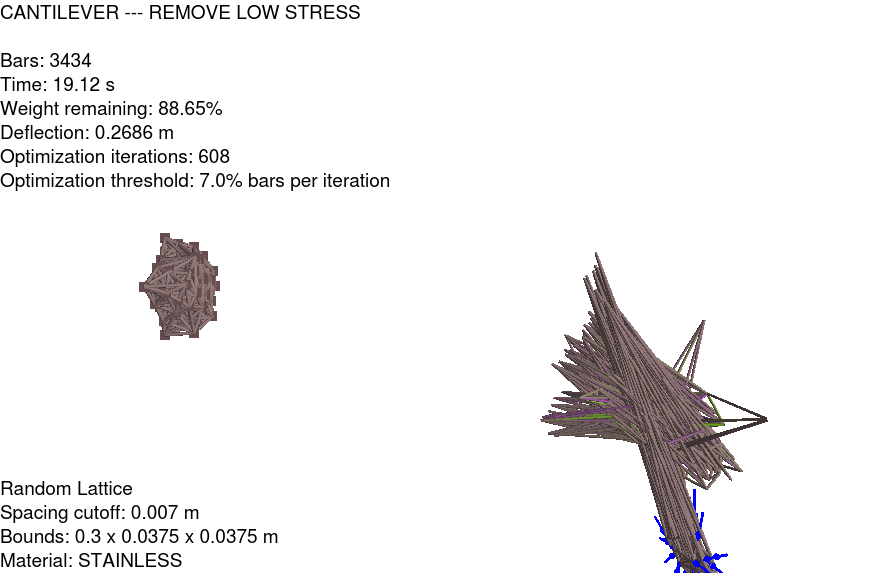 CANTILEVER --- REMOVE LOW STRESS
Bars: 3434
Time: 19.12 s
Weight remaining: 88.65%
Deflection: 0.2686 m
Optimization iterations: 608
Optimization threshold: 7.0% bars per iteration
Random Lattice
Spacing cutoff: 0.007 m
Bounds: 0.3 x 0.0375 x 0.0375 m
Material: STAINLESS